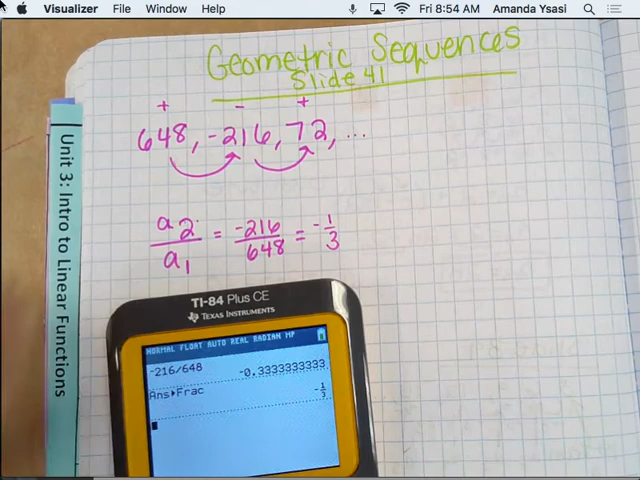 Visualizer File Window Help Fri 8:54 AM Amanda Ysasi
Geometric Sequences
Slide 41
+ - +
648, -216, 72, ...
a2/a1 = -216/648 = -1/3
Unit 3: Intro to Linear Functions
TI-84 Plus CE
TEXAS INSTRUMENTS
NORMAL FLOAT AUTO REAL RADIAN MP
-216/648
-0.3333333333
Ans▸Frac
-1/3